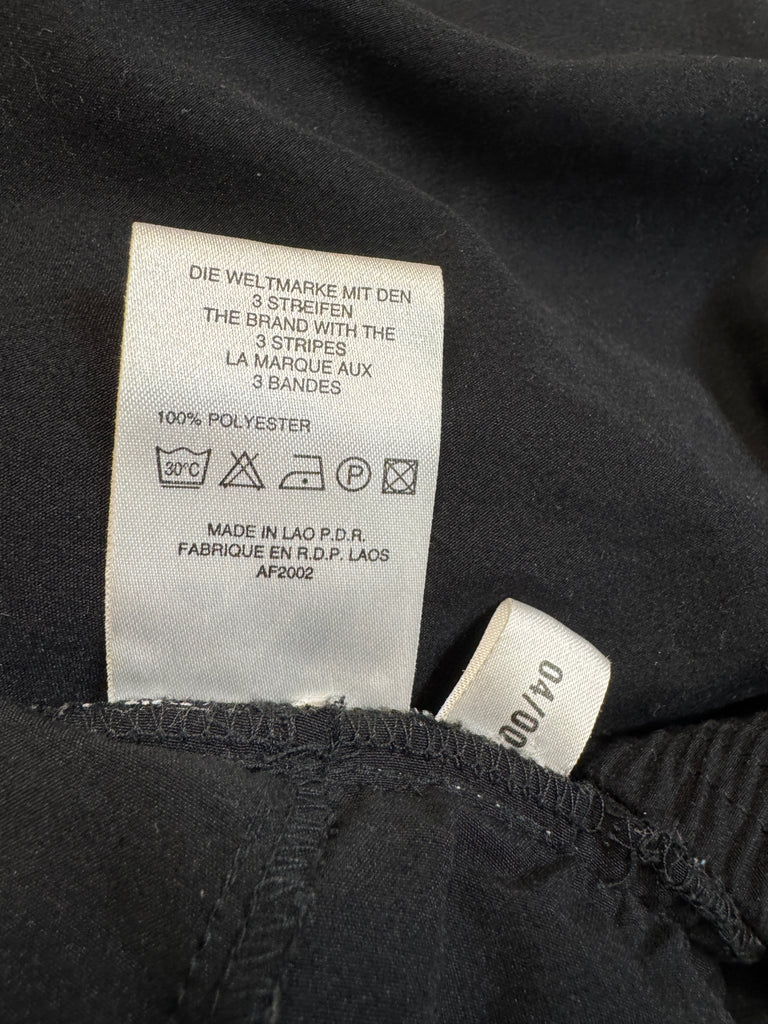 DIE WELTMARKE MIT DEN
3 STREIFEN
THE BRAND WITH THE
3 STRIPES
LA MARQUE AUX
3 BANDES
100% POLYESTER
30°C
P
MADE IN LAO P.D.R.
FABRIQUE EN R.D.P. LAOS
AF2002
04/00